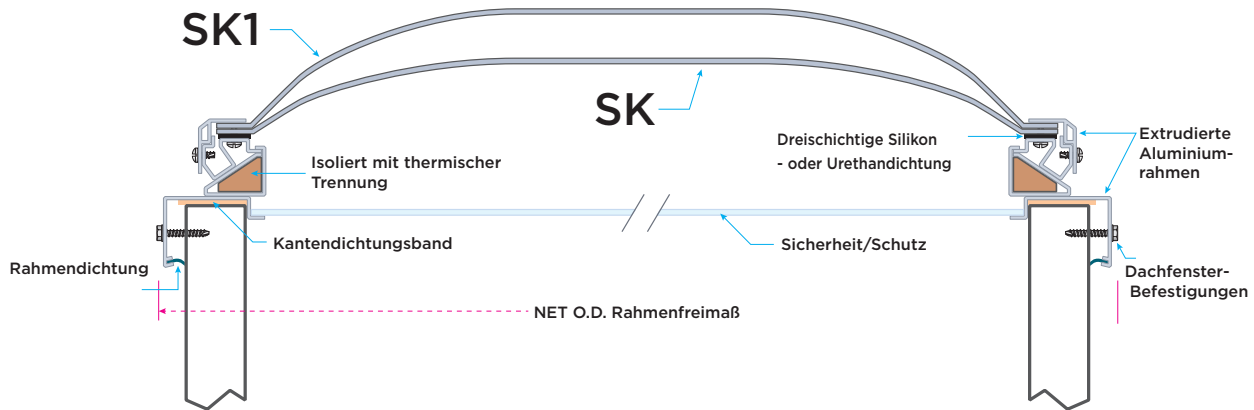 SK1
SK
Dreischichtige Silikon
- oder Urethandichtung
Extrudierte
Aluminium-
rahmen
Isoliert mit thermischer
Trennung
Kantendichtungsband
Sicherheit/Schutz
Rahmendichtung
Dachfenster-
Befestigungen
NET O.D. Rahmenfreimaß